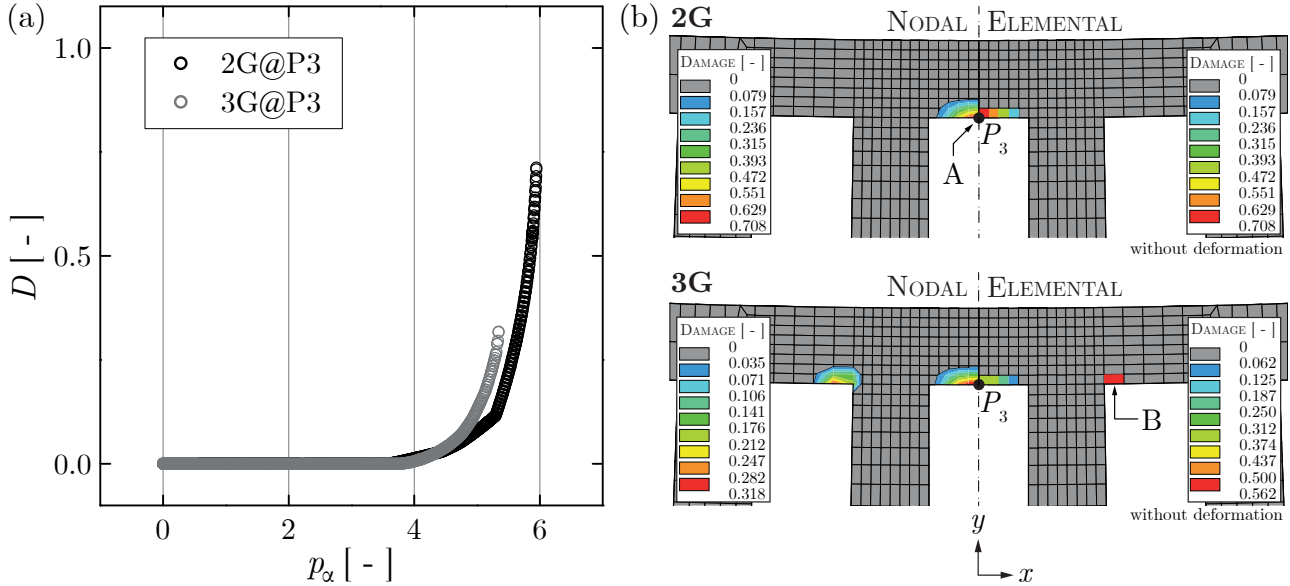 (a)
1.0
0.5
0.0
D [ - ]
2G@P3
3G@P3
0 2 4 6
pα [ - ]
(b)
2G
NODAL ELEMENTAL
DAMAGE [ - ]
0
0.079
0.157
0.236
0.315
0.393
0.472
0.551
0.629
0.708
A
P3
DAMAGE [ - ]
0
0.079
0.157
0.236
0.315
0.393
0.472
0.551
0.629
0.708
without deformation
3G
NODAL ELEMENTAL
DAMAGE [ - ]
0
0.035
0.071
0.106
0.141
0.176
0.212
0.247
0.282
0.318
P3
B
DAMAGE [ - ]
0
0.062
0.125
0.187
0.250
0.312
0.374
0.437
0.500
0.562
without deformation
y
x